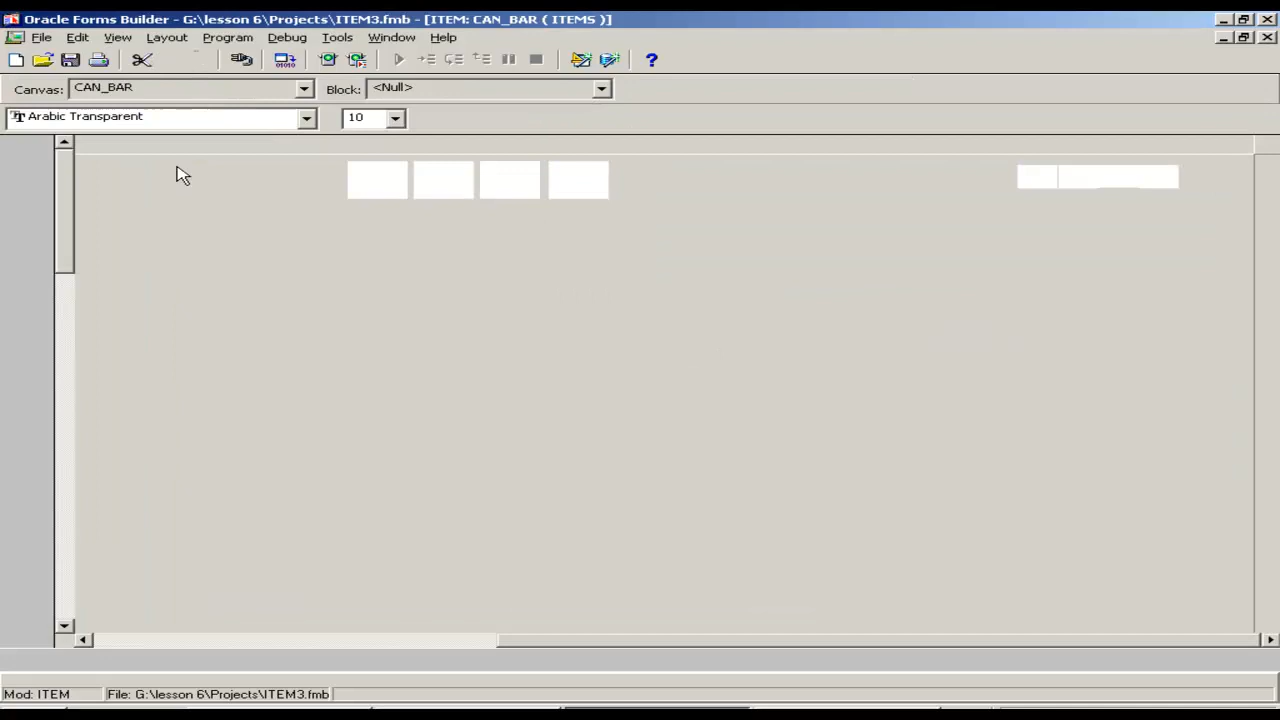 Oracle Forms Builder - G:\lesson 6\Projects\ITEM3.fmb - [ITEM: CAN_BAR ( ITEMS )]
File Edit View Layout Program Debug Tools Window Help
Canvas: CAN_BAR Block: <Null>
Arabic Transparent 10
Mod: ITEM File: G:\lesson 6\Projects\ITEM3.fmb